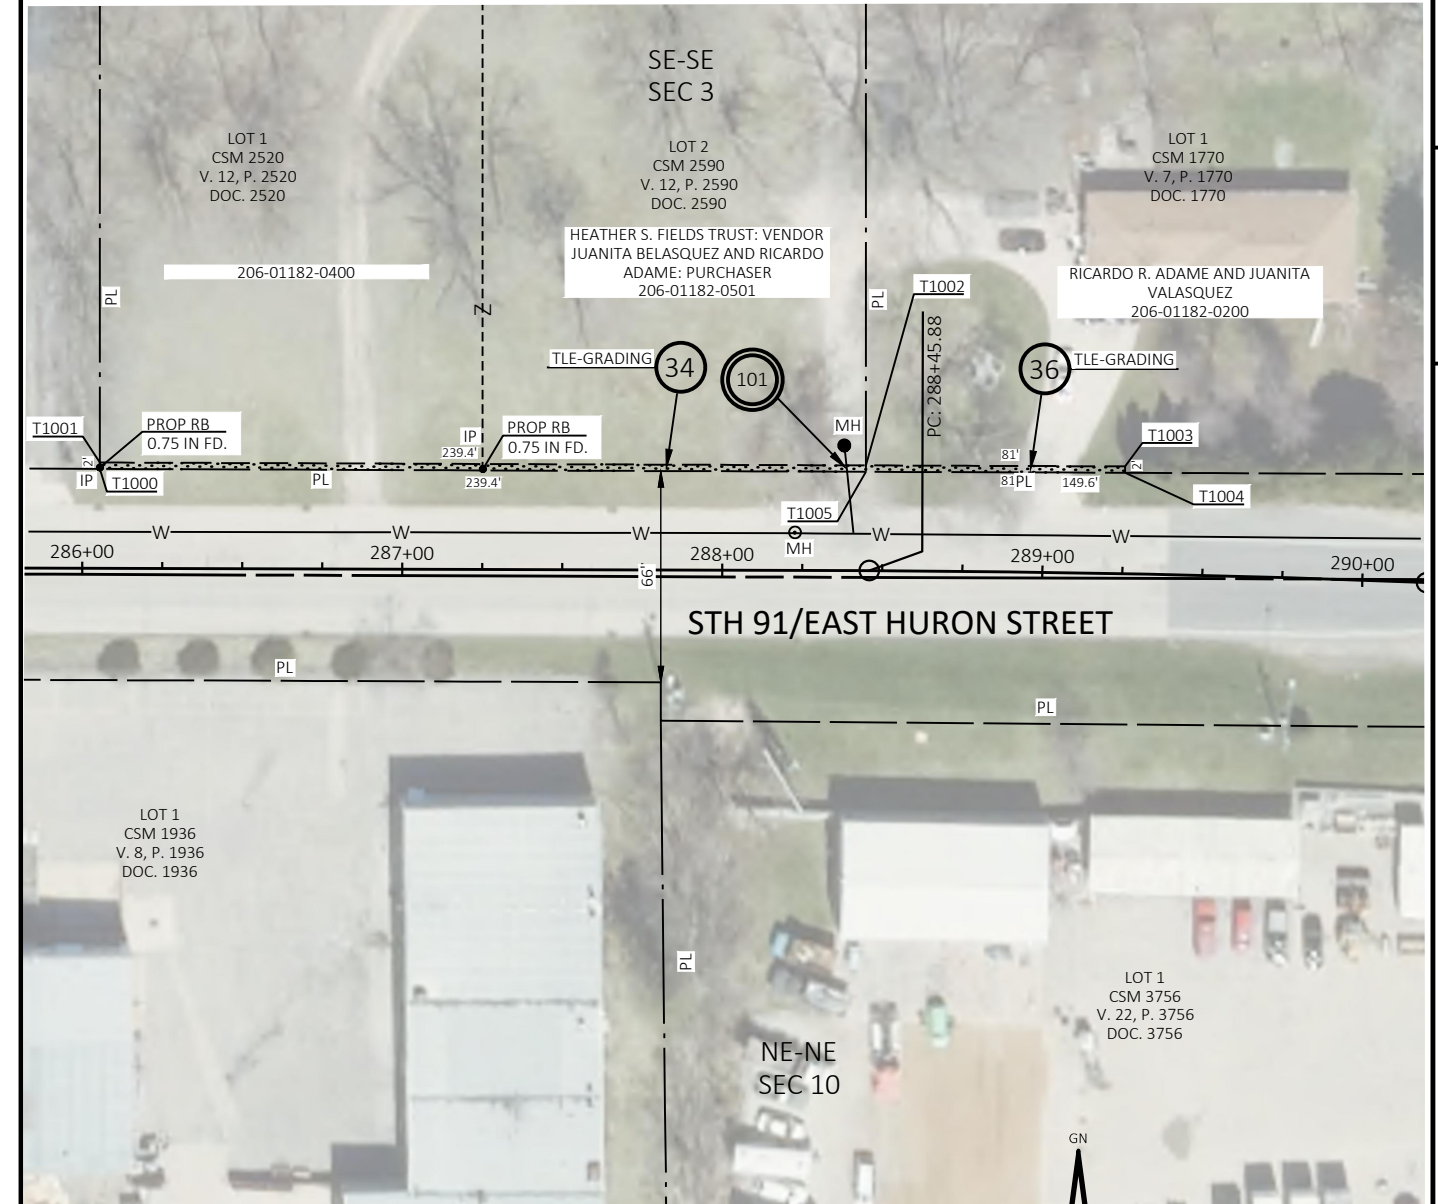 SE-SE
SEC 3
LOT 1
CSM 2520
V. 12, P. 2520
DOC. 2520
LOT 2
CSM 2590
V. 12, P. 2590
DOC. 2590
LOT 1
CSM 1770
V. 7, P. 1770
DOC. 1770
HEATHER S. FIELDS TRUST: VENDOR
JUANITA BELASQUEZ AND RICARDO
ADAME: PURCHASER
206-01182-0501
206-01182-0400
RICARDO R. ADAME AND JUANITA
VALASQUEZ
206-01182-0200
PL
Z
PL
T1002
PC: 288+45.88
TLE-GRADING
34
101
36
TLE-GRADING
T1001
PROP RB
0.75 IN FD.
IP
239.4'
PROP RB
0.75 IN FD.
MH
81'
T1003
2'
IP
T1000
PL
239.4'
81'
PL
149.6'
2'
T1004
T1005
W
W
W
W
W
MH
286+00
287+00
288+00
289+00
290+00
66'
STH 91/EAST HURON STREET
PL
PL
LOT 1
CSM 1936
V. 8, P. 1936
DOC. 1936
PL
LOT 1
CSM 3756
V. 22, P. 3756
DOC. 3756
NE-NE
SEC 10
GN